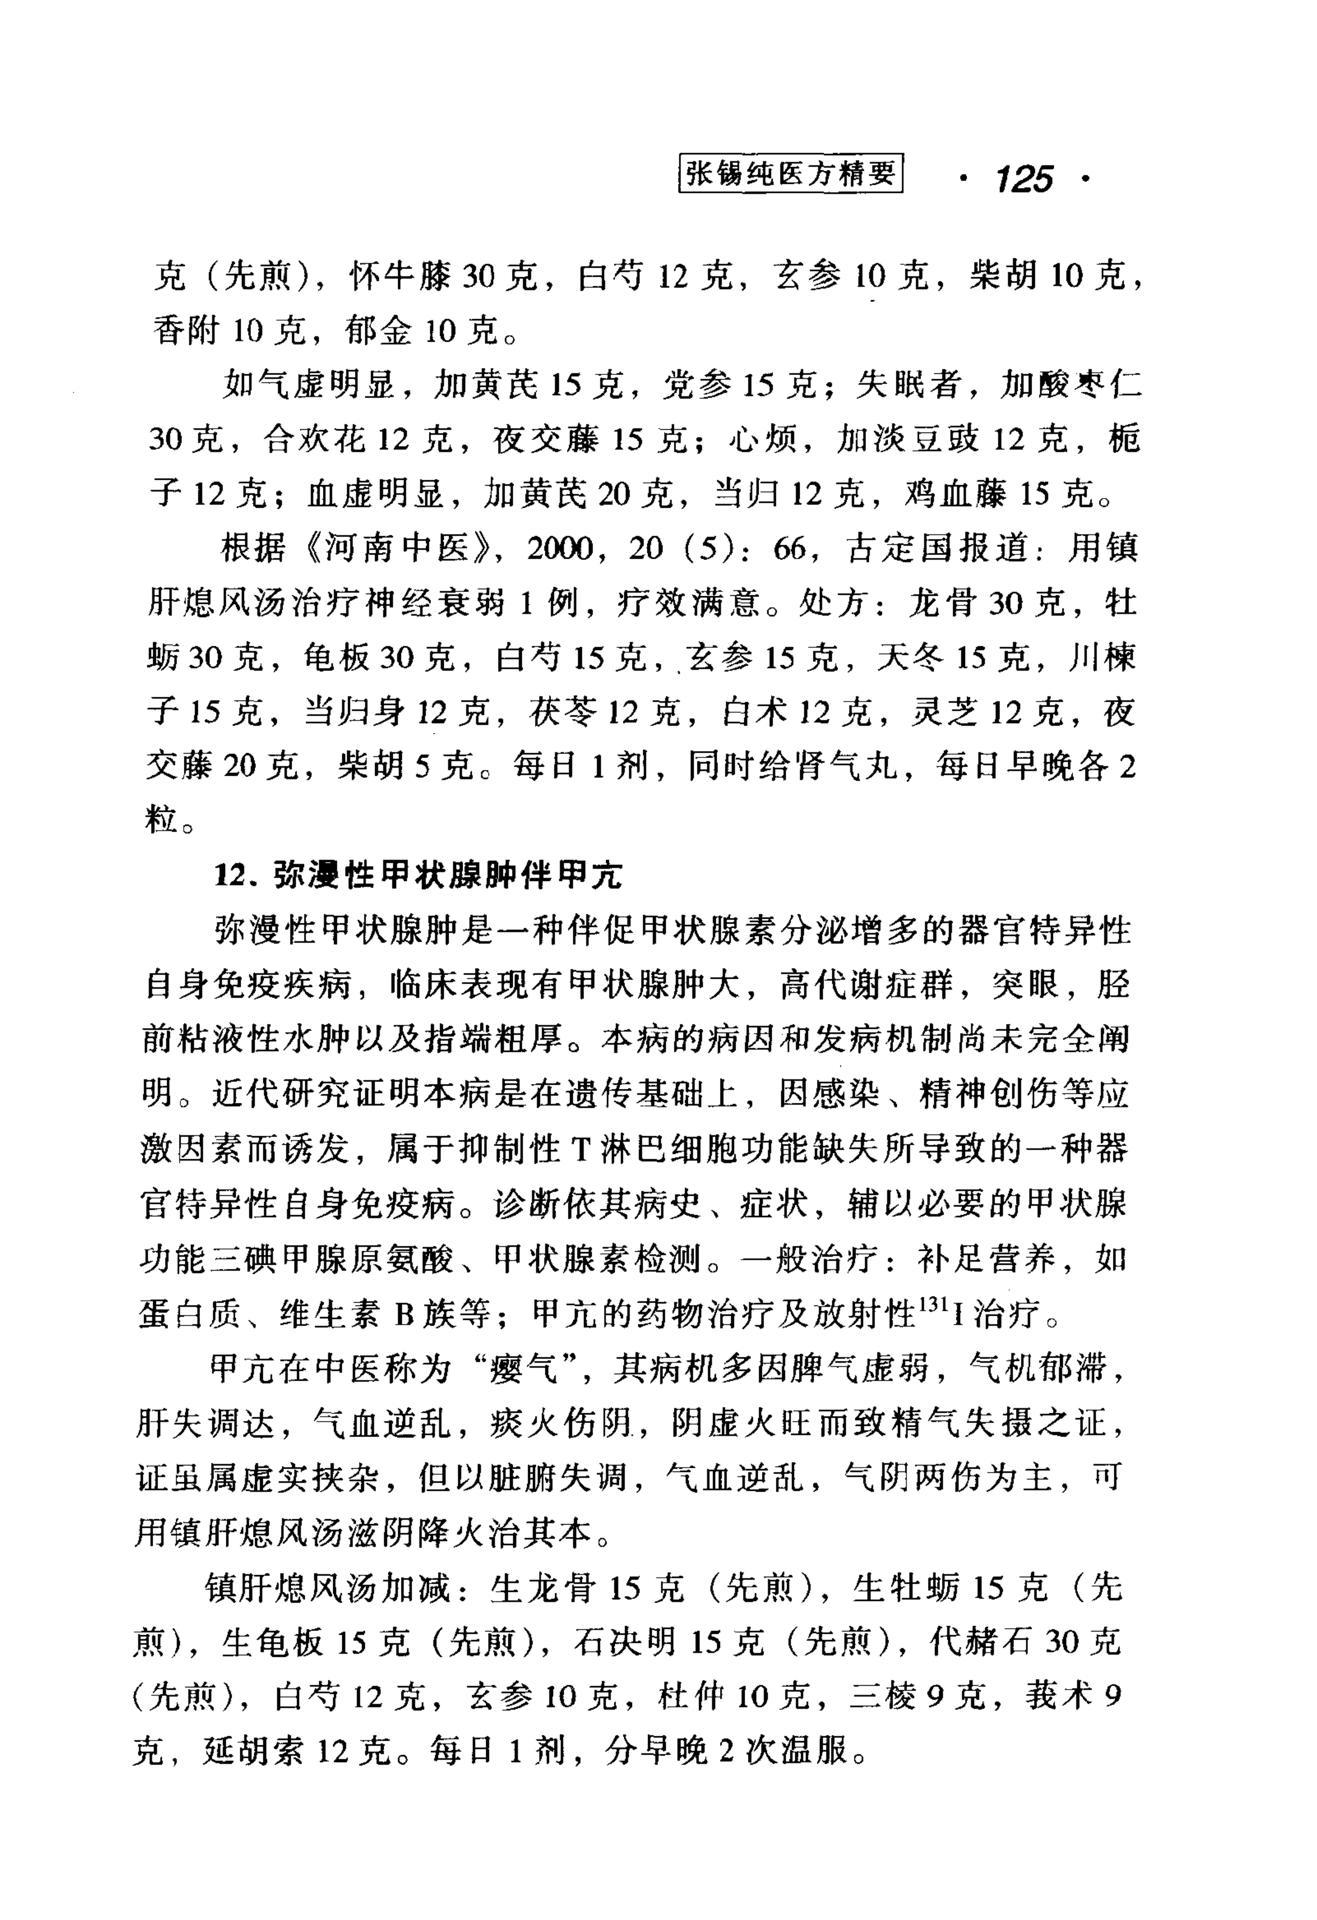 张锡纯医方精要 · 125 ·
克（先煎），怀牛膝 30 克，白芍 12 克，玄参 10 克，柴胡 10 克，
香附 10 克，郁金 10 克。
如气虚明显，加黄芪 15 克，党参 15 克；失眠者，加酸枣仁
30 克，合欢花 12 克，夜交藤 15 克；心烦，加淡豆豉 12 克，栀
子 12 克；血虚明显，加黄芪 20 克，当归 12 克，鸡血藤 15 克。
根据《河南中医》，2000，20（5）：66，古定国报道：用镇
肝熄风汤治疗神经衰弱 1 例，疗效满意。处方：龙骨 30 克，牡
蛎 30 克，龟板 30 克，白芍 15 克，玄参 15 克，天冬 15 克，川楝
子 15 克，当归身 12 克，茯苓 12 克，白术 12 克，灵芝 12 克，夜
交藤 20 克，柴胡 5 克。每日 1 剂，同时给肾气丸，每日早晚各 2
粒。
12. 弥漫性甲状腺肿伴甲亢
弥漫性甲状腺肿是一种伴促甲状腺素分泌增多的器官特异性
自身免疫疾病，临床表现有甲状腺肿大，高代谢症群，突眼，胫
前粘液性水肿以及指端粗厚。本病的病因和发病机制尚未完全阐
明。近代研究证明本病是在遗传基础上，因感染、精神创伤等应
激因素而诱发，属于抑制性 T 淋巴细胞功能缺失所导致的一种器
官特异性自身免疫病。诊断依其病史、症状，辅以必要的甲状腺
功能三碘甲腺原氨酸、甲状腺素检测。一般治疗：补足营养，如
蛋白质、维生素 B 族等；甲亢的药物治疗及放射性¹³¹I 治疗。
甲亢在中医称为“瘿气”，其病机多因脾气虚弱，气机郁滞，
肝失调达，气血逆乱，痰火伤阴，阴虚火旺而致精气失摄之证，
证虽属虚实挟杂，但以脏腑失调，气血逆乱，气阴两伤为主，可
用镇肝熄风汤滋阴降火治其本。
镇肝熄风汤加减：生龙骨 15 克（先煎），生牡蛎 15 克（先
煎），生龟板 15 克（先煎），石决明 15 克（先煎），代赭石 30 克
（先煎），白芍 12 克，玄参 10 克，杜仲 10 克，三棱 9 克，莪术 9
克，延胡索 12 克。每日 1 剂，分早晚 2 次温服。